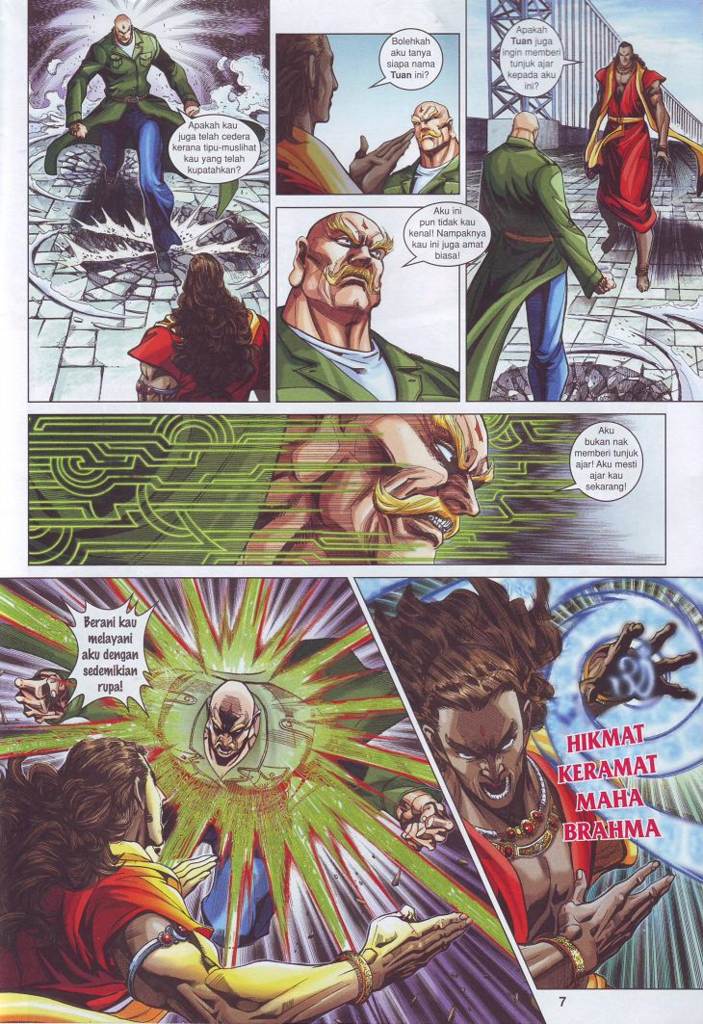 Apakah kau
juga telah cedera
kerana tipu-muslihat
kau yang telah
kupatahkan?
Bolehkah
aku tanya
siapa nama
Tuan ini?
Aku ini
pun tidak kau
kenal! Nampaknya
kau ini juga amat
biasa!
Apakah
Tuan juga
ingin memberi
tunjuk ajar
kepada aku
ini?
Aku
bukan nak
memberi tunjuk
ajar! Aku mesti
ajar kau
sekarang!
Berani kau
melayani
aku dengan
sedemikian
rupa!
HIKMAT
KERAMAT
MAHA
BRAHMA
7